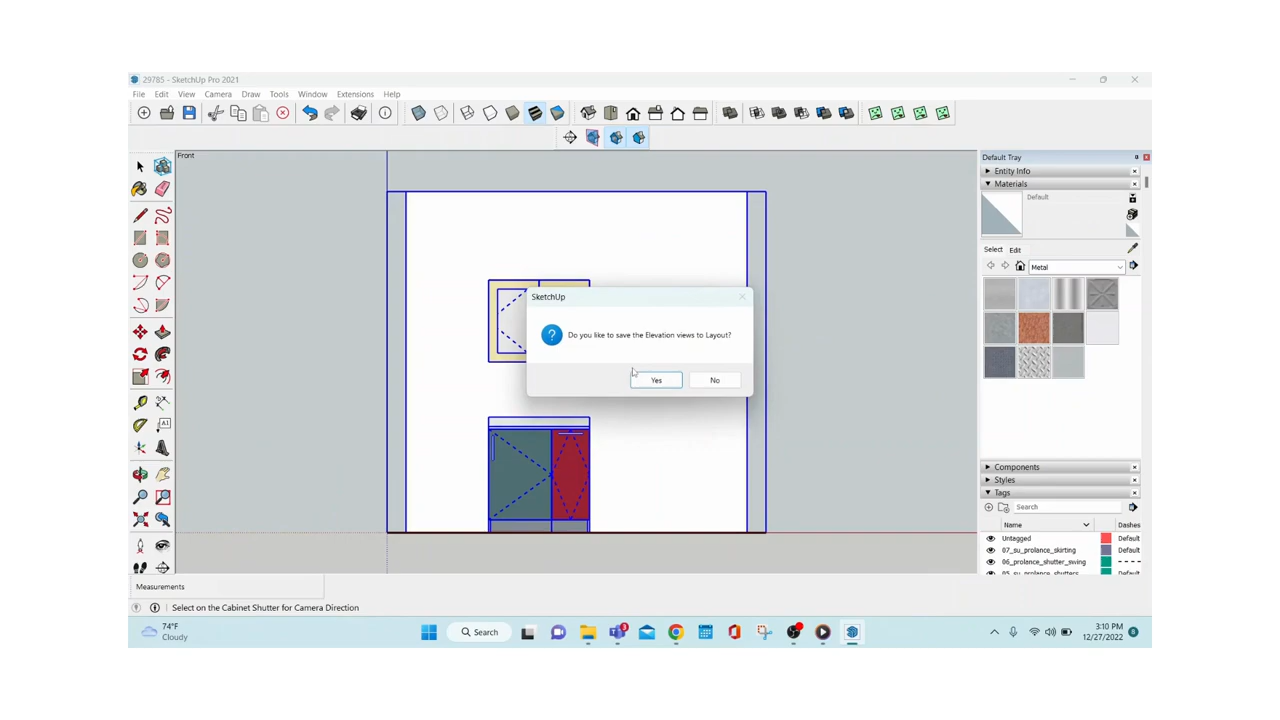 29785 - SketchUp Pro 2021
File Edit View Camera Draw Tools Window Extensions Help
Front
Default Tray
Entity Info
Materials
Default
Select Edit
Metal
SketchUp
Do you like to save the Elevation views to Layout?
Yes No
Components
Styles
Tags
Search
Name Dashes
Untagged Default
07_su_prolance_skirting Default
06_prolance_shutter_swing
05_su_prolance_shutters Default
Measurements
Select on the Cabinet Shutter for Camera Direction
74°F
Cloudy
Search
3:10 PM
12/27/2022
8